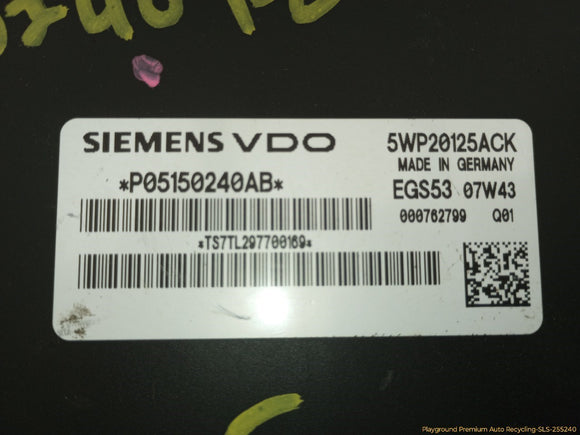 SIEMENS VDO
5WP20125ACK
MADE IN GERMANY
*P05150240AB*
EGS53 07W43
000762799 Q01
*TS7TL297700169*
Playground Premium Auto Recycling-SLS-255240